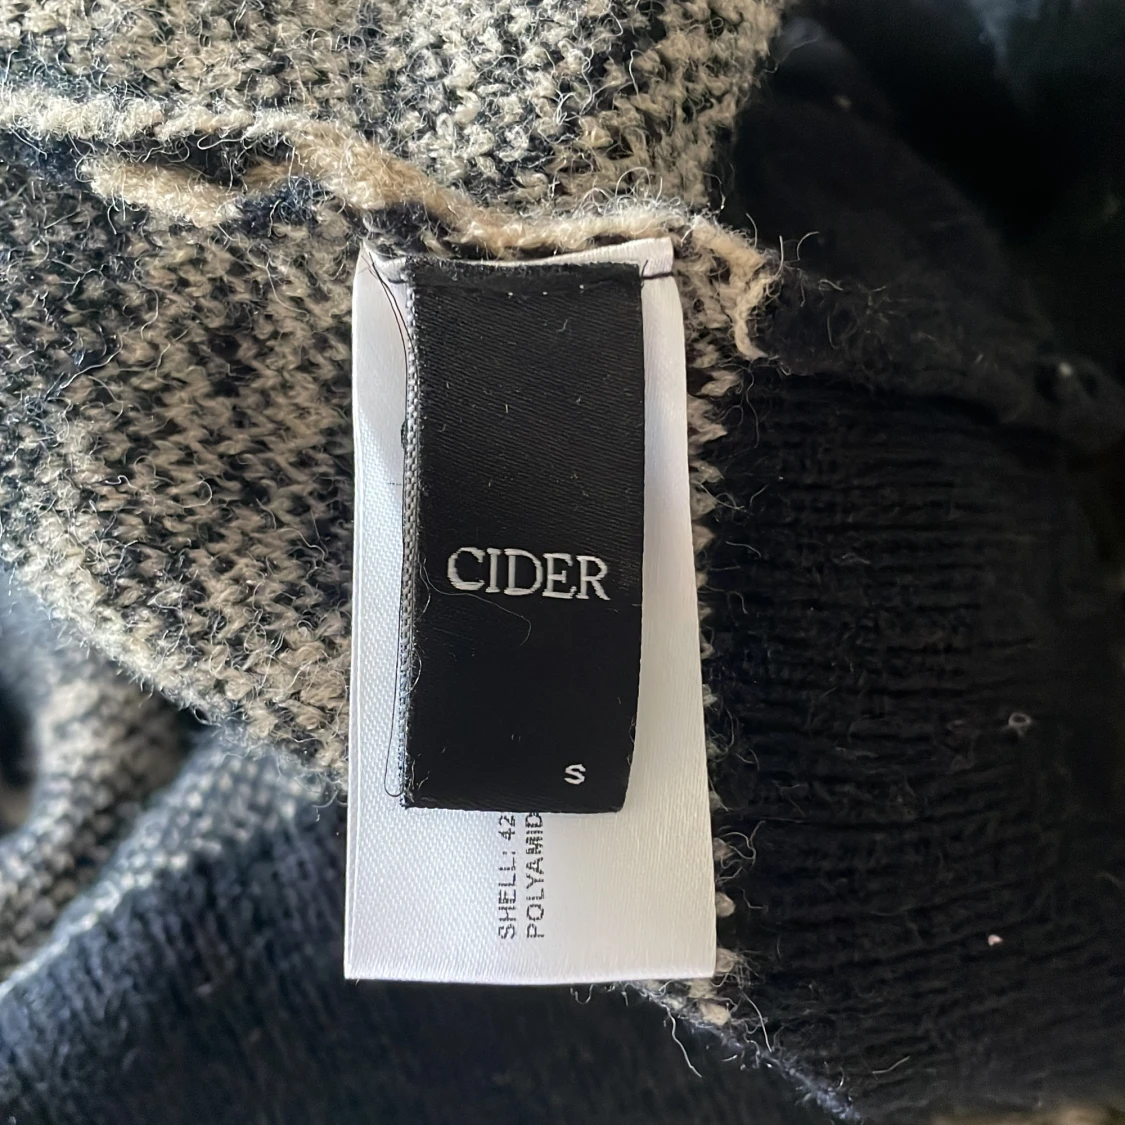 CIDER
S
SHELL: 42
POLYAMID